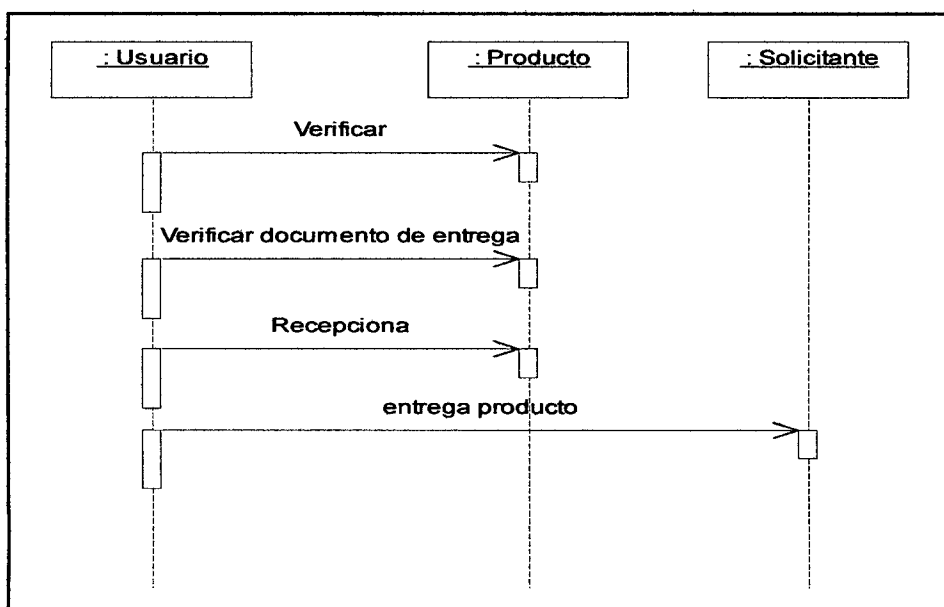 : Usuario
: Producto
: Solicitante
Verificar
Verificar documento de entrega
Recepciona
entrega producto